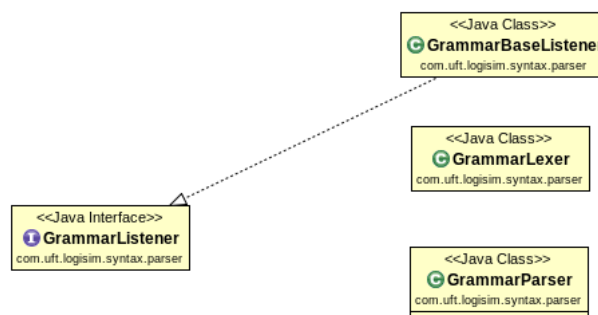 <<Java Class>>
GrammarBaseListener
com.uft.logisim.syntax.parser
<<Java Class>>
GrammarLexer
com.uft.logisim.syntax.parser
<<Java Interface>>
GrammarListener
com.uft.logisim.syntax.parser
<<Java Class>>
GrammarParser
com.uft.logisim.syntax.parser